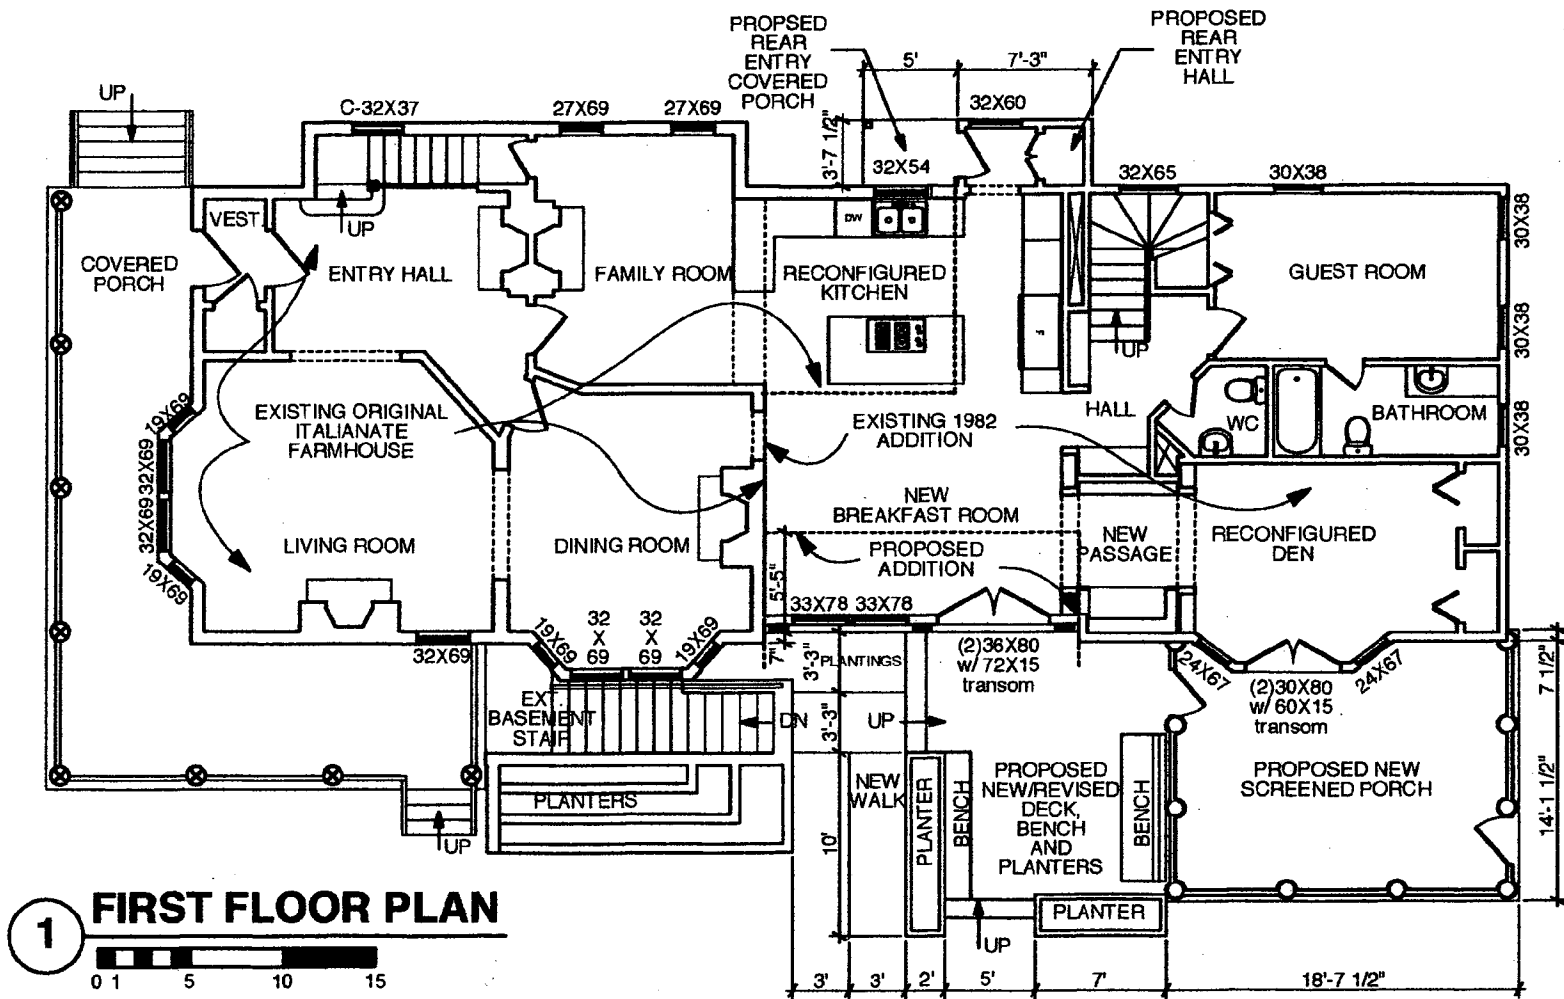 PROPSED
REAR
ENTRY
COVERED
PORCH
PROPOSED
REAR
ENTRY
HALL
5'
7'-3"
UP
C-32X37
27X69
27X69
32X60
3'-7 1/2"
32X54
32X65
30X38
VEST.
UP
DW
30X38
COVERED
PORCH
ENTRY HALL
FAMILY ROOM
RECONFIGURED
KITCHEN
GUEST ROOM
30X38
F
UP
19X69
EXISTING ORIGINAL
ITALIANATE
FARMHOUSE
EXISTING 1982
ADDITION
HALL
WC
BATHROOM
30X38
32X69
32X69
19X69
LIVING ROOM
DINING ROOM
NEW
BREAKFAST ROOM
PROPOSED
ADDITION
NEW
PASSAGE
RECONFIGURED
DEN
5'-5"
33X78 33X78
32X69
19X69
32
X
69
32
X
69
19X69
7"
3'-3"
PLANTINGS
(2)36X80
w/ 72X15
transom
24X67
(2)30X80
w/ 60X15
transom
24X67
7 1/2"
EX.
BASEMENT
STAIR
DN
3'-3"
UP
PLANTERS
UP
10'
NEW
WALK
PLANTER
BENCH
PROPOSED
NEW/REVISED
DECK,
BENCH
AND
PLANTERS
BENCH
PROPOSED NEW
SCREENED PORCH
14'-1 1/2"
PLANTER
UP
1
FIRST FLOOR PLAN
0 1 5 10 15
3' 3' 2' 5' 7' 18'-7 1/2"